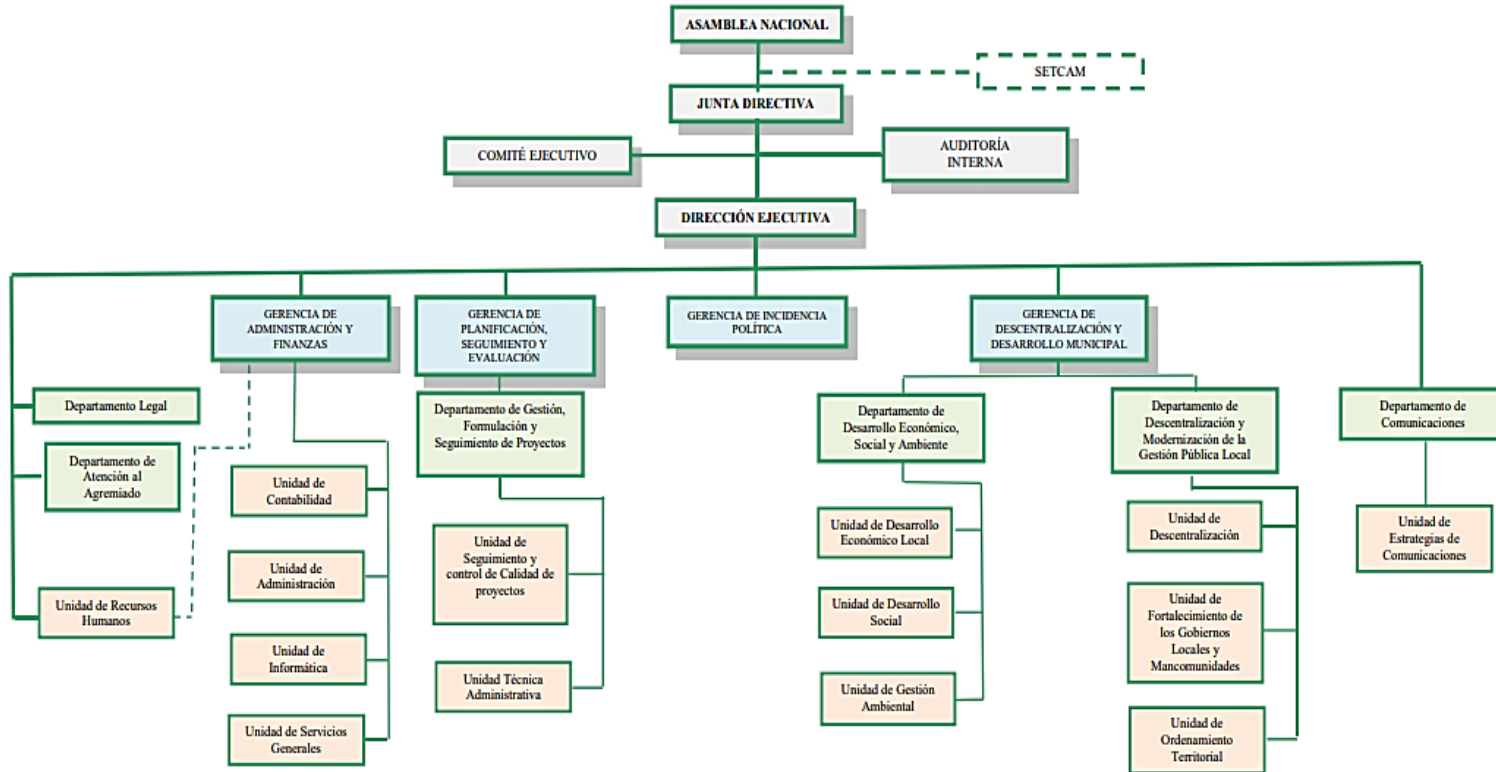 ASAMBLEA NACIONAL
SETCAM
JUNTA DIRECTIVA
COMITÉ EJECUTIVO
AUDITORÍA
INTERNA
DIRECCIÓN EJECUTIVA
GERENCIA DE
ADMINISTRACIÓN Y
FINANZAS
GERENCIA DE
PLANIFICACIÓN,
SEGUIMIENTO Y
EVALUACIÓN
GERENCIA DE INCIDENCIA
POLÍTICA
GERENCIA DE
DESCENTRALIZACIÓN Y
DESARROLLO MUNICIPAL
Departamento Legal
Departamento de
Atención al
Agremiado
Unidad de Recursos
Humanos
Unidad de
Contabilidad
Unidad de
Administración
Unidad de
Informática
Unidad de Servicios
Generales
Departamento de Gestión,
Formulación y
Seguimiento de Proyectos
Unidad de
Seguimiento y
control de Calidad de
proyectos
Unidad Técnica
Administrativa
Departamento de
Desarrollo Económico,
Social y Ambiente
Unidad de Desarrollo
Económico Local
Unidad de Desarrollo
Social
Unidad de Gestión
Ambiental
Departamento de
Descentralización y
Modernización de la
Gestión Pública Local
Unidad de
Descentralización
Unidad de
Fortalecimiento de
los Gobiernos
Locales y
Mancomunidades
Unidad de
Ordenamiento
Territorial
Departamento de
Comunicaciones
Unidad de
Estrategias de
Comunicaciones